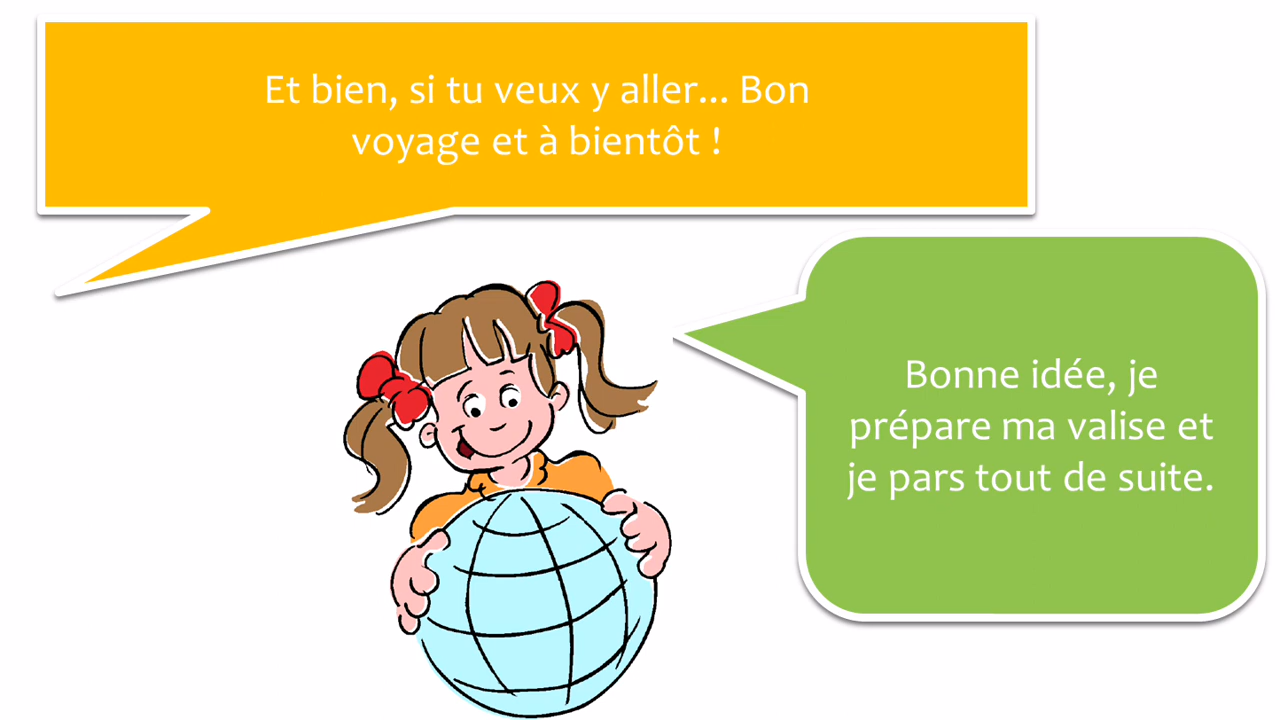 Et bien, si tu veux y aller... Bon
voyage et à bientôt !
Bonne idée, je
prépare ma valise et
je pars tout de suite.